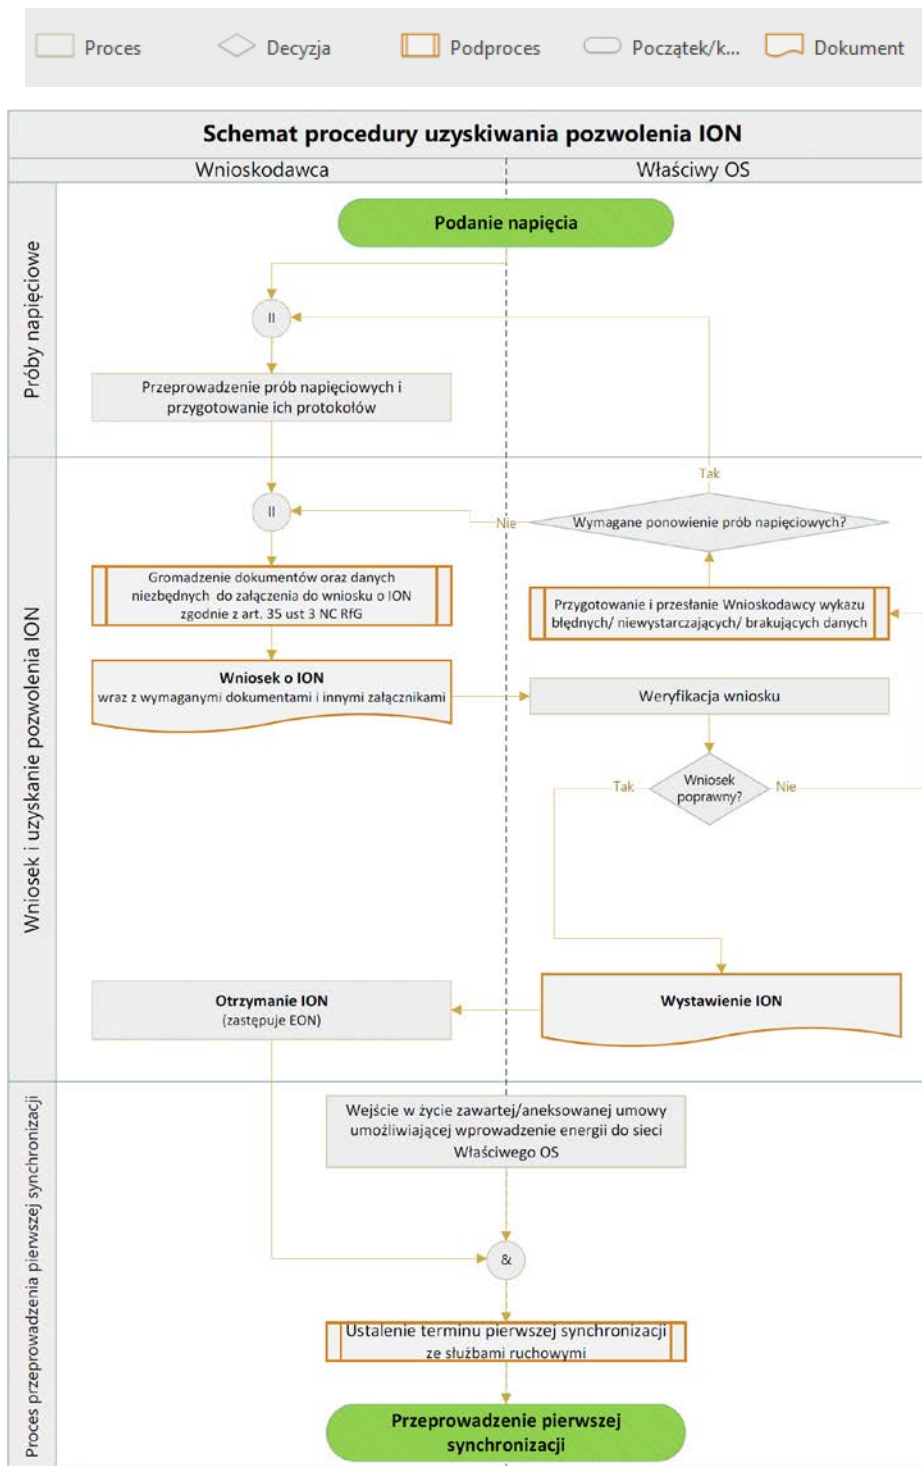 Proces
Decyzja
Podproces
Początek/k...
Dokument
Schemat procedury uzyskiwania pozwolenia ION
Wnioskodawca
Właściwy OS
Próby napięciowe
Podanie napięcia
II
Przeprowadzenie prób napięciowych i
przygotowanie ich protokołów
Wniosek i uzyskanie pozwolenia ION
Tak
II
Nie
Wymagane ponowienie prób napięciowych?
Gromadzenie dokumentów oraz danych
niezbędnych do załączenia do wniosku o ION
zgodnie z art. 35 ust 3 NC RfG
Przygotowanie i przesłanie Wnioskodawcy wykazu
błędnych/ niewystarczających/ brakujących danych
Wniosek o ION
wraz z wymaganymi dokumentami i innymi załącznikami
Weryfikacja wniosku
Tak
Wniosek
poprawny?
Nie
Otrzymanie ION
(zastępuje EON)
Wystawienie ION
Proces przeprowadzenia pierwszej synchronizacji
Wejście w życie zawartej/aneksowanej umowy
umożliwiającej wprowadzenie energii do sieci
Właściwego OS
&
Ustalenie terminu pierwszej synchronizacji
ze służbami ruchowymi
Przeprowadzenie pierwszej
synchronizacji